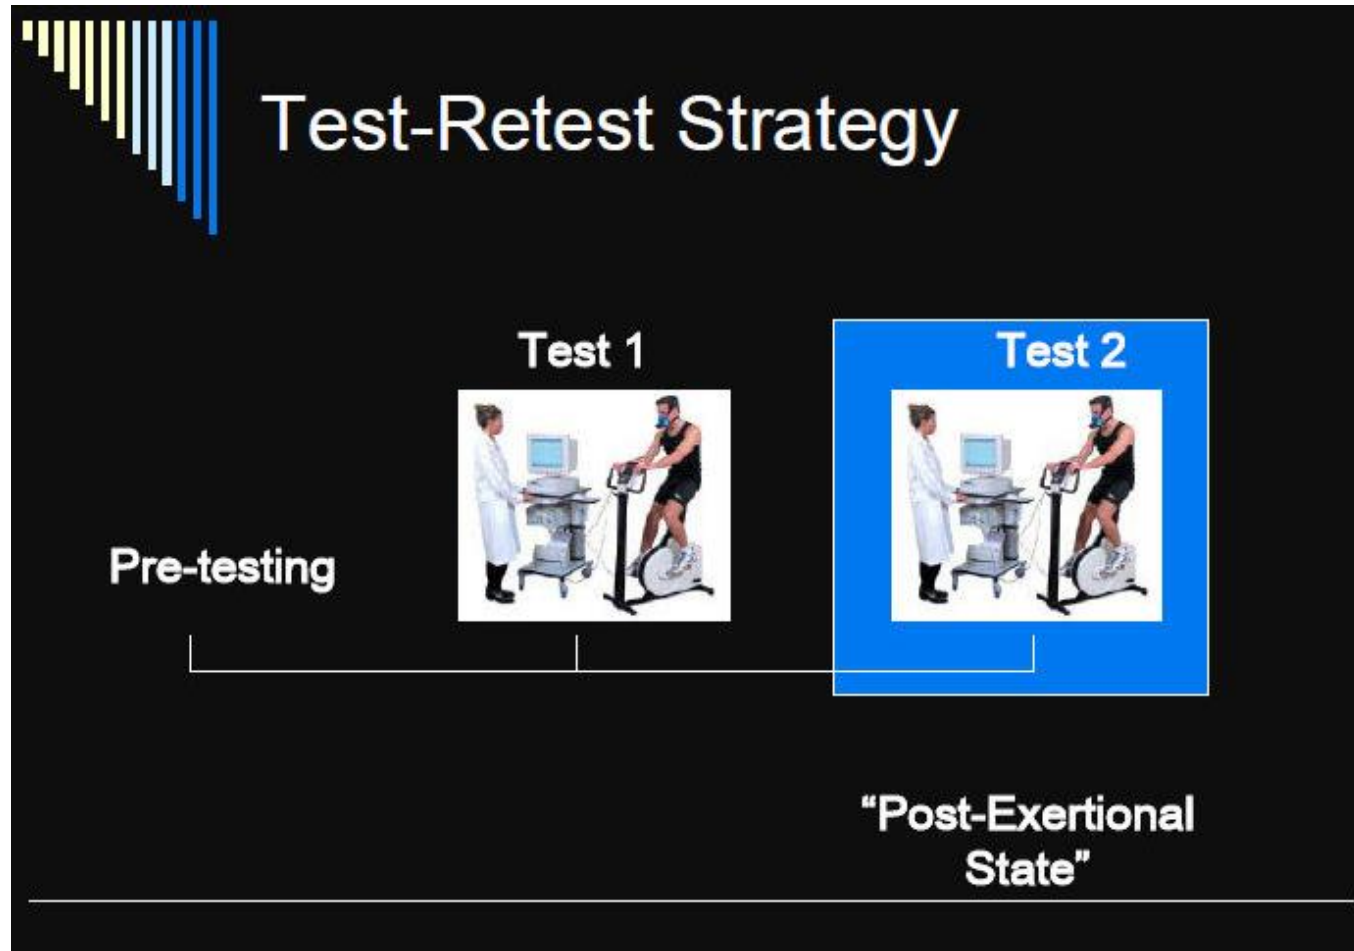 Test-Retest Strategy
Test 1
Test 2
Pre-testing
“Post-Exertional
State”